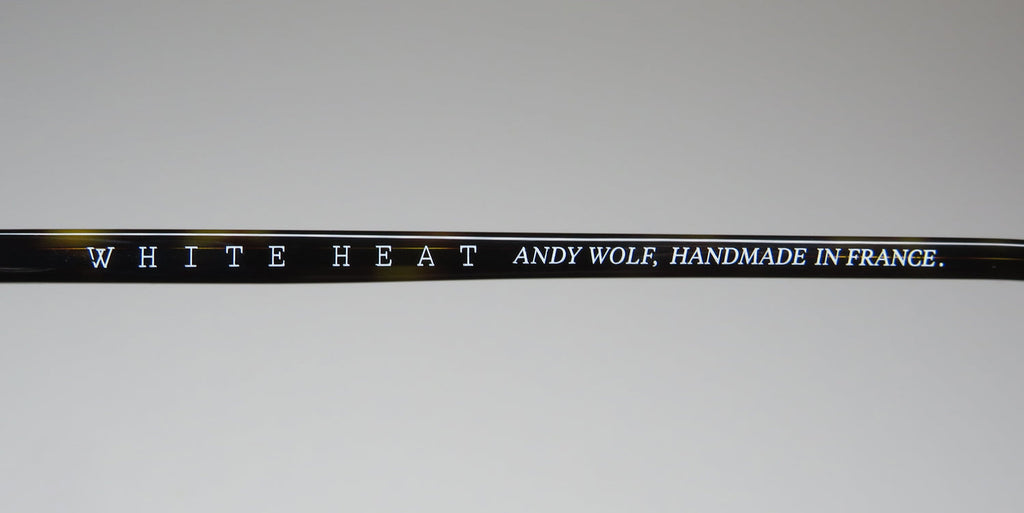 WHITE HEAT ANDY WOLF, HANDMADE IN FRANCE.